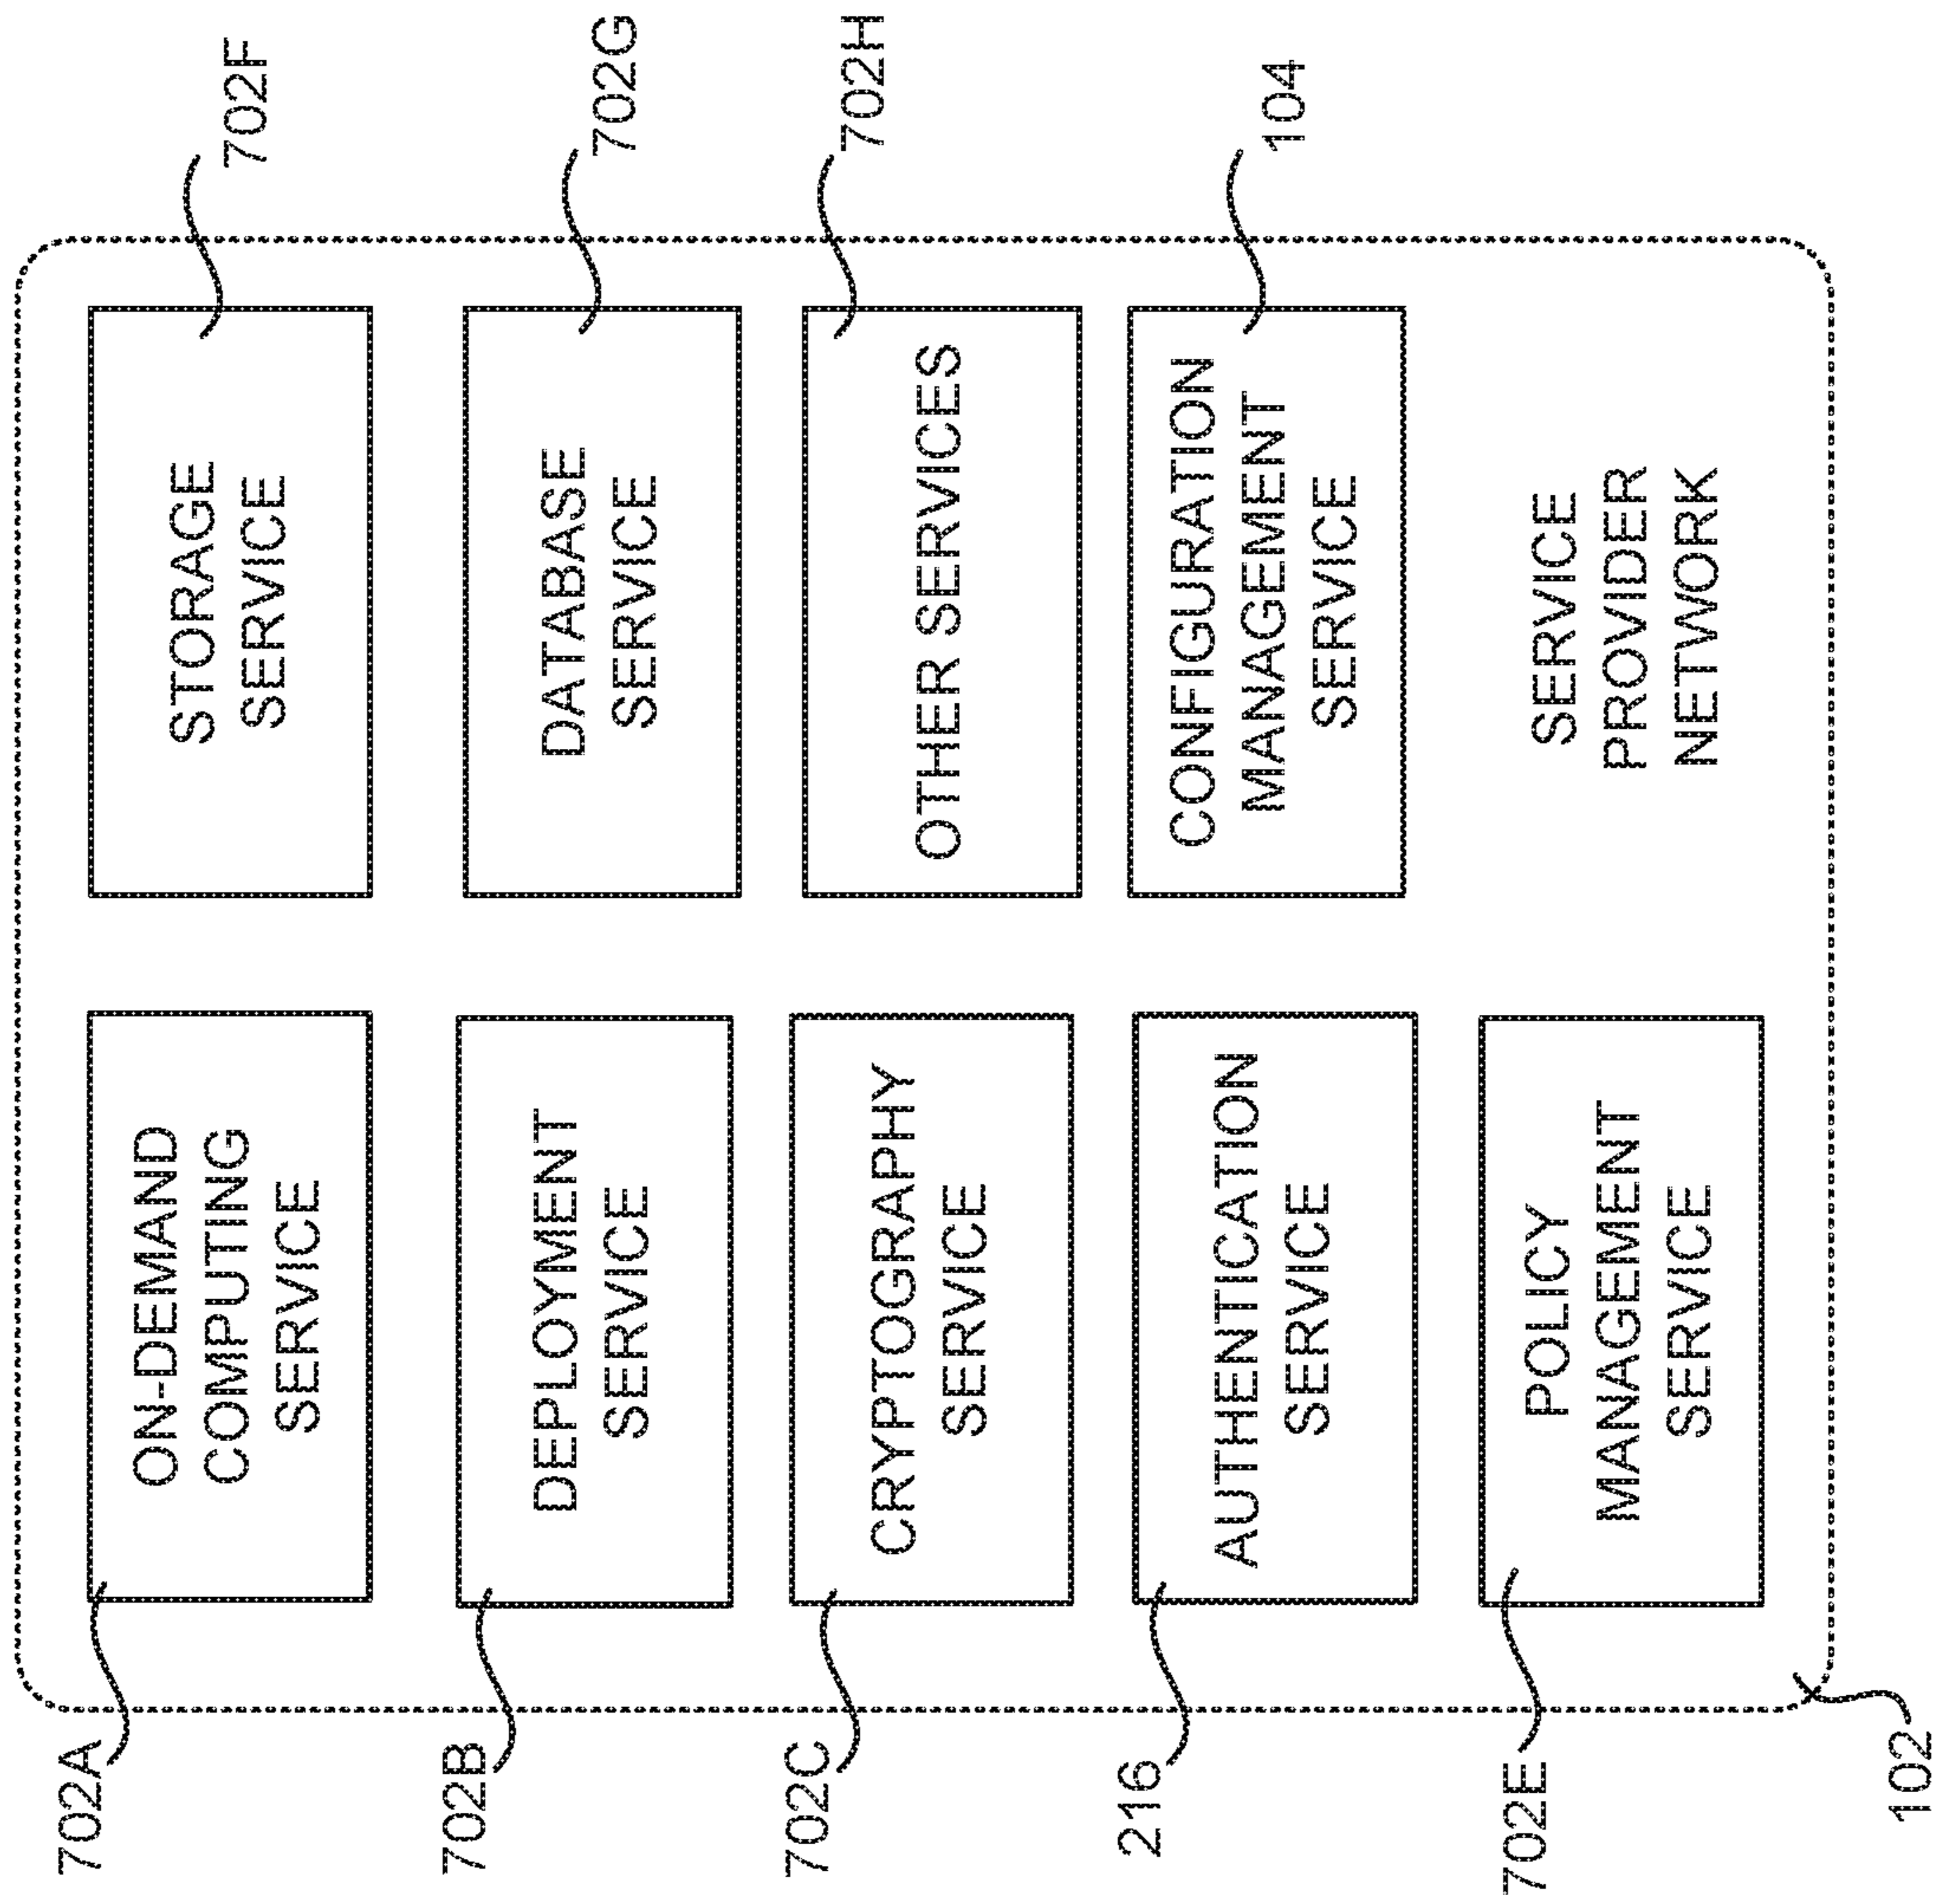 702A
ON-DEMAND
COMPUTING
SERVICE
702F
STORAGE
SERVICE
702B
DEPLOYMENT
SERVICE
702G
DATABASE
SERVICE
702C
CRYPTOGRAPHY
SERVICE
702H
OTHER SERVICES
216
AUTHENTICATION
SERVICE
104
CONFIGURATION
MANAGEMENT
SERVICE
702E
POLICY
MANAGEMENT
SERVICE
SERVICE
PROVIDER
NETWORK
102